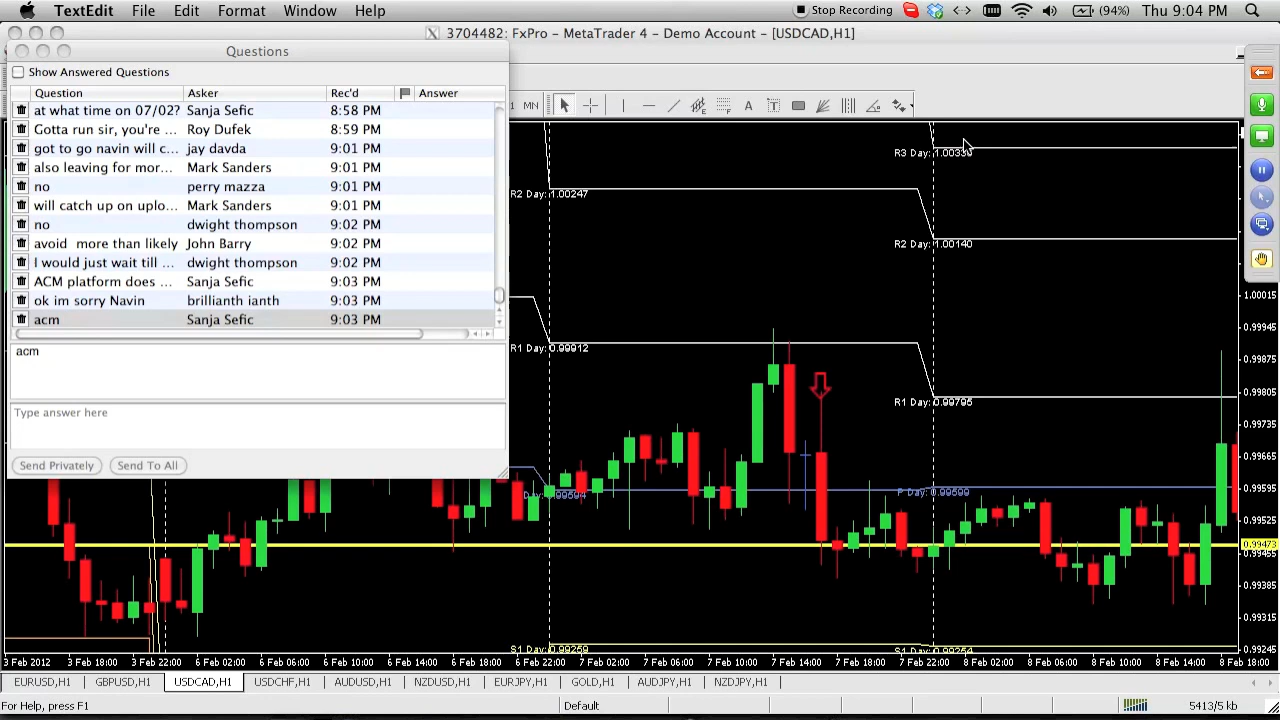 TextEdit File Edit Format Window Help Stop Recording (94%) Thu 9:04 PM
3704482: FxPro - MetaTrader 4 - Demo Account - [USDCAD,H1]
Questions
Show Answered Questions
Question Asker Rec'd Answer
at what time on 07/02? Sanja Sefic 8:58 PM
Gotta run sir, you're ... Roy Dufek 8:59 PM
got to go navin will c... jay davda 9:01 PM
also leaving for mor... Mark Sanders 9:01 PM
no perry mazza 9:01 PM
will catch up on uplo... Mark Sanders 9:01 PM
no dwight thompson 9:02 PM
avoid more than likely John Barry 9:02 PM
I would just wait till ... dwight thompson 9:02 PM
ACM platform does ... Sanja Sefic 9:03 PM
ok im sorry Navin brillianth ianth 9:03 PM
acm Sanja Sefic 9:03 PM
acm
Type answer here
Send Privately Send To All
MN
A T
R3 Day: 1.00339
R2 Day: 1.00247
R2 Day: 1.00140
R1 Day: 0.99912
R1 Day: 0.99795
Day: 0.99594
P Day: 0.99599
S1 Day: 0.99259
S1 Day: 0.99254
1.00015
0.99945
0.99875
0.99805
0.99735
0.99665
0.99595
0.99525
0.99473
0.99455
0.99385
0.99315
0.99245
3 Feb 2012 3 Feb 18:00 3 Feb 22:00 6 Feb 02:00 6 Feb 06:00 6 Feb 10:00 6 Feb 14:00 6 Feb 18:00 6 Feb 22:00 7 Feb 02:00 7 Feb 06:00 7 Feb 10:00 7 Feb 14:00 7 Feb 18:00 7 Feb 22:00 8 Feb 02:00 8 Feb 06:00 8 Feb 10:00 8 Feb 14:00 8 Feb 18:00
EURUSD,H1 GBPUSD,H1 USDCAD,H1 USDCHF,H1 AUDUSD,H1 NZDUSD,H1 EURJPY,H1 GOLD,H1 AUDJPY,H1 NZDJPY,H1
For Help, press F1 Default 5413/5 kb